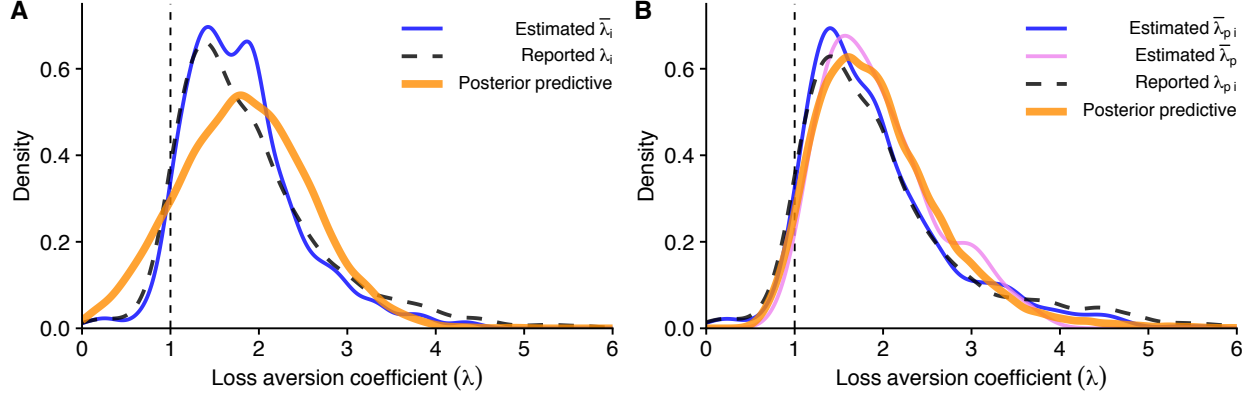 A
Density
0.6
0.4
0.2
0.0
0 1 2 3 4 5 6
Loss aversion coefficient (λ)
Estimated λ̅ᵢ
Reported λᵢ
Posterior predictive
B
Density
0.6
0.4
0.2
0.0
0 1 2 3 4 5 6
Loss aversion coefficient (λ)
Estimated λ̅ₚᵢ
Estimated λ̅ₚ
Reported λₚᵢ
Posterior predictive